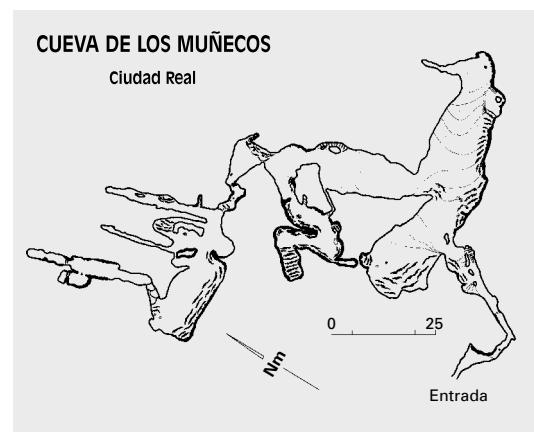 CUEVA DE LOS MUÑECOS
Ciudad Real
0 25
Nm
Entrada